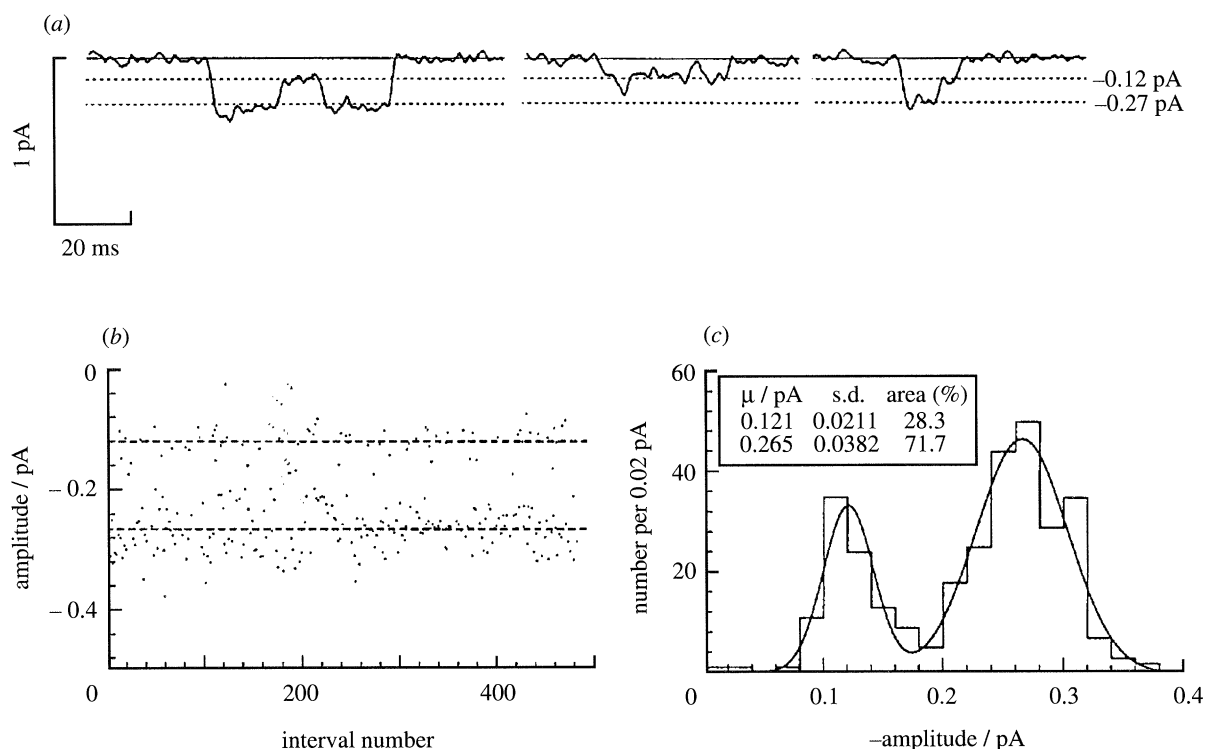 (a)
–0.12 pA
–0.27 pA
1 pA
20 ms
(b)
0
– 0.2
– 0.4
amplitude / pA
0 200 400
interval number
(c)
60
40
20
number per 0.02 pA
μ / pA s.d. area (%)
0.121 0.0211 28.3
0.265 0.0382 71.7
0 0.1 0.2 0.3 0.4
–amplitude / pA